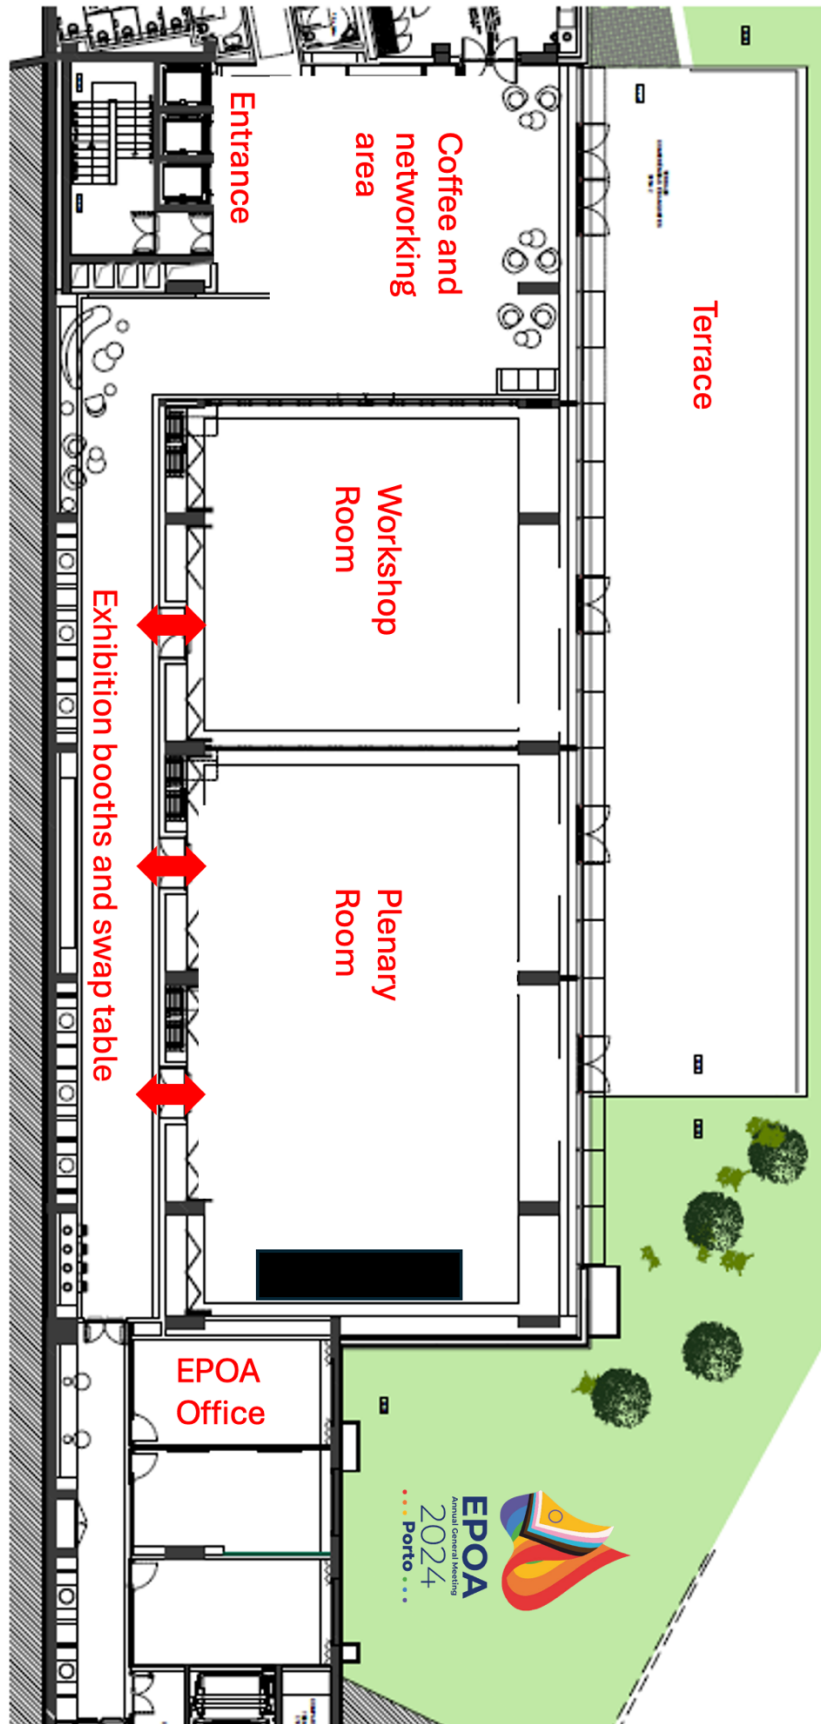 Entrance
Coffee and
networking
area
Terrace
Workshop
Room
Exhibition booths and swap table
Plenary
Room
EPOA
Office
EPOA
Annual General Meeting
2024
Porto